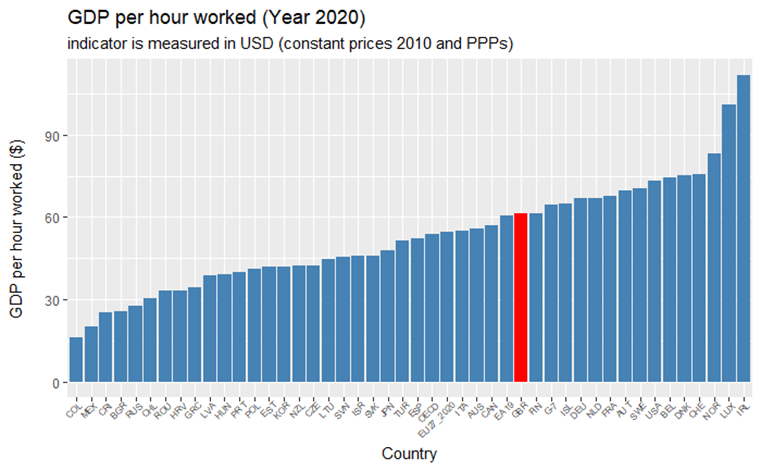 GDP per hour worked (Year 2020)
indicator is measured in USD (constant prices 2010 and PPPs)
GDP per hour worked ($)
90
60
30
0
COL MEX CRI BGR RUS CHL ROU HRV GRC LVA HUN PRT POL EST KOR NZL CZE LTU SVN ISR SVK JPN TUR ESP OECD EU27_2020 ITA AUS CAN EA19 GBR FIN G-7 ISL DEU NLD FRA AUT SWE USA BEL DNK CHE NOR LUX IRL
Country